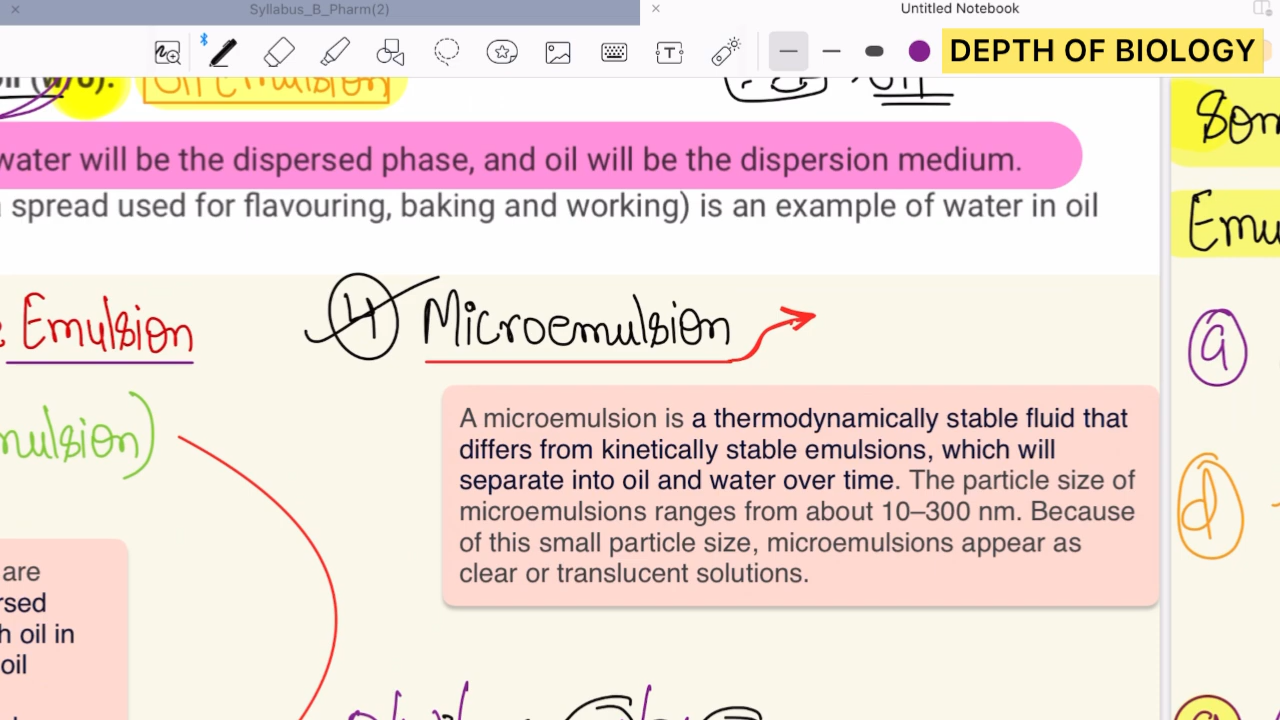 Syllabus_B_Pharm(2)
Untitled Notebook
DEPTH OF BIOLOGY
Oil Emulsion
water will be the dispersed phase, and oil will be the dispersion medium.
spread used for flavouring, baking and working) is an example of water in oil
Emulsion
4 Microemulsion
A microemulsion is a thermodynamically stable fluid that
differs from kinetically stable emulsions, which will
separate into oil and water over time. The particle size of
microemulsions ranges from about 10–300 nm. Because
of this small particle size, microemulsions appear as
clear or translucent solutions.
are
oil in
oil
a
d